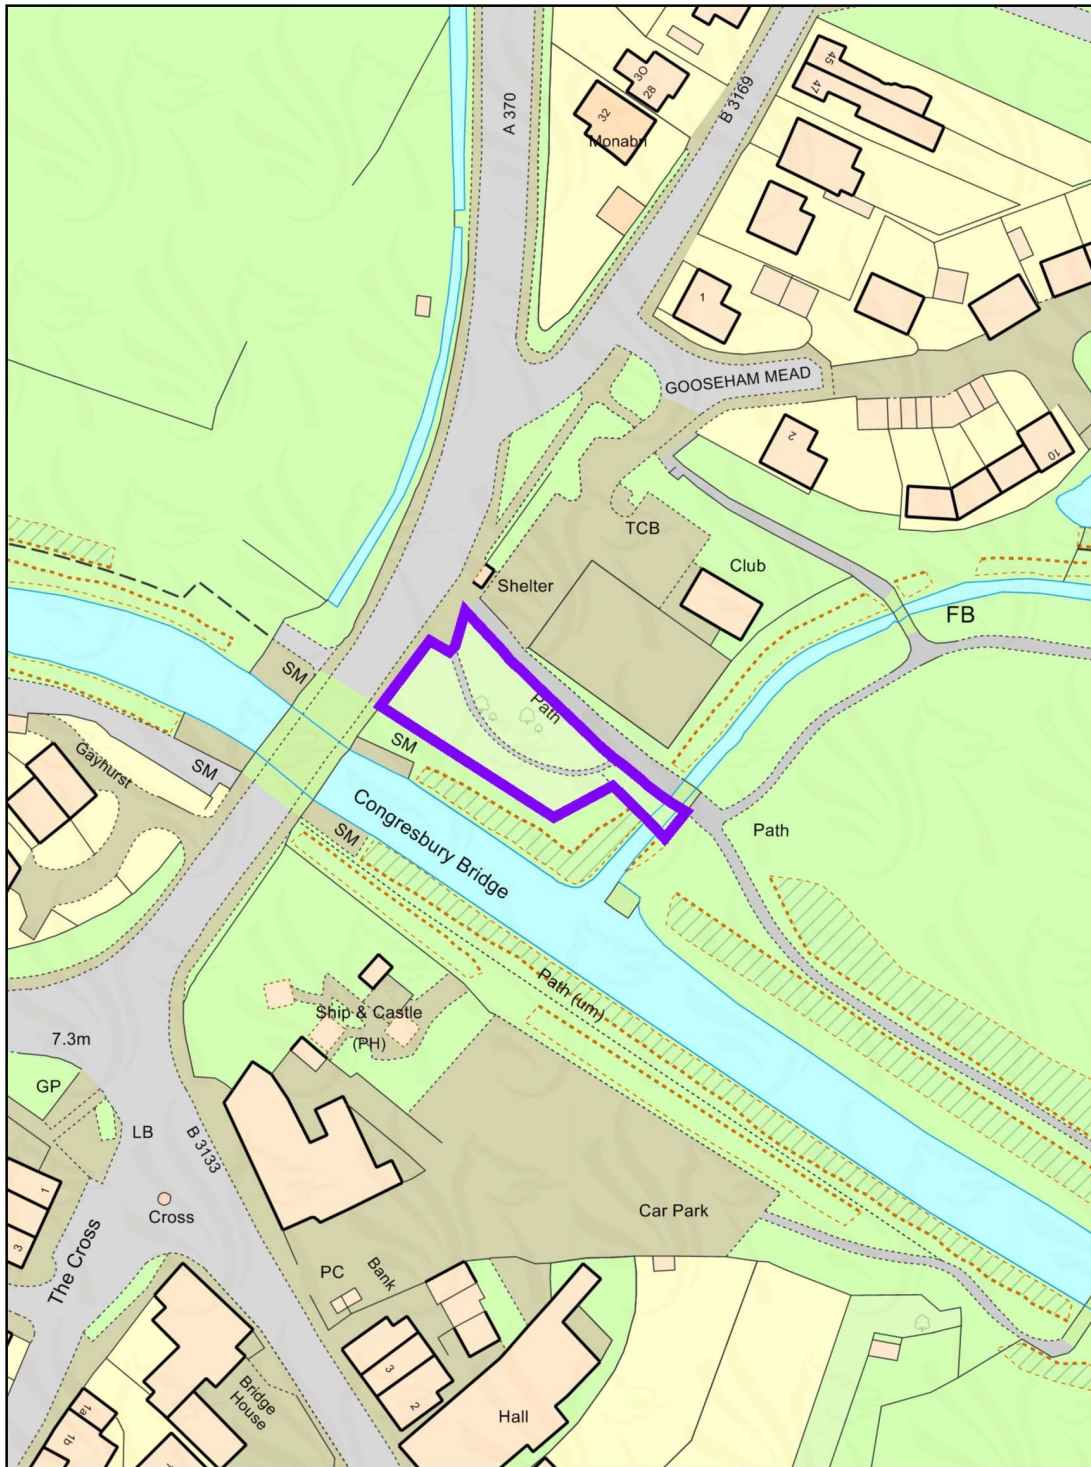 A 370
B 3169
30
28
32
Monabri
45
47
1
GOOSEHAM MEAD
2
10
TCB
Club
Shelter
FB
SM
Path
SM
SM
Gayhurst
Congresbury Bridge
SM
Path
Path (um)
Ship & Castle
(PH)
7.3m
GP
LB
B 3133
Cross
1
3
The Cross
Car Park
PC
Bank
3
2
Hall
Bridge
House
1a
1b